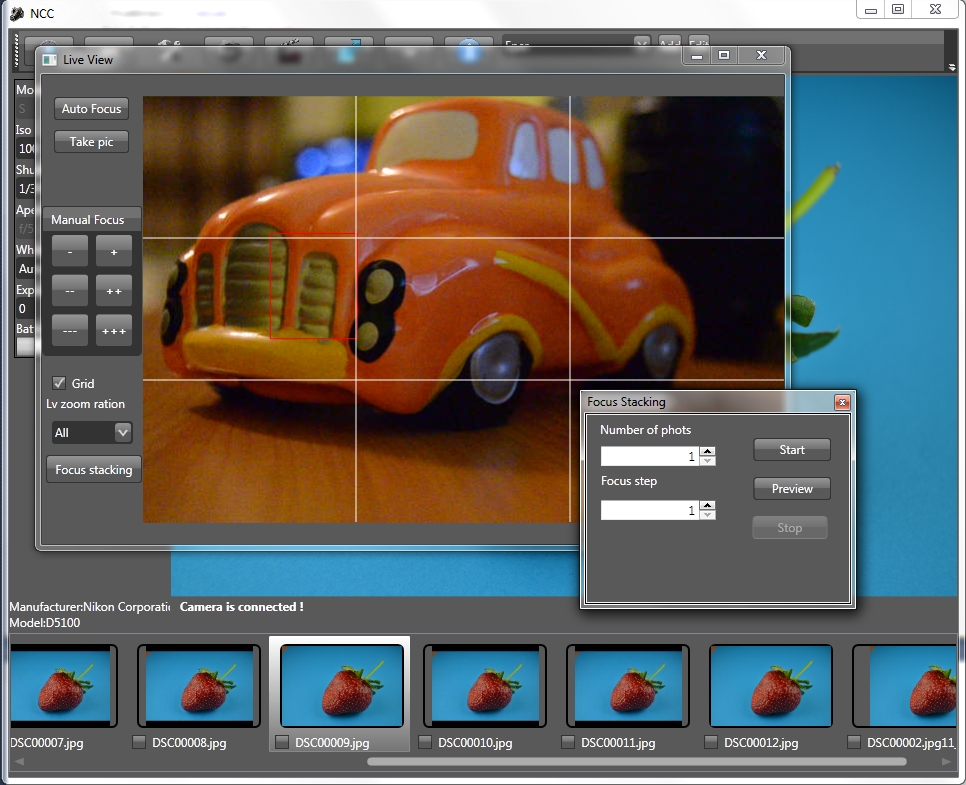 NCC
Live View
Mo
S
Iso
100
Shu
1/3
Ape
f/5
Wh
Au
Exp
0
Bat
Auto Focus
Take pic
Manual Focus
- +
-- ++
--- +++
Grid
Lv zoom ration
All
Focus stacking
Focus Stacking
Number of phots
1
Focus step
1
Start
Preview
Stop
Manufacturer:Nikon Corporati
Model:D5100
Camera is connected !
DSC00007.jpg
DSC00008.jpg
DSC00009.jpg
DSC00010.jpg
DSC00011.jpg
DSC00012.jpg
DSC00002.jpg11